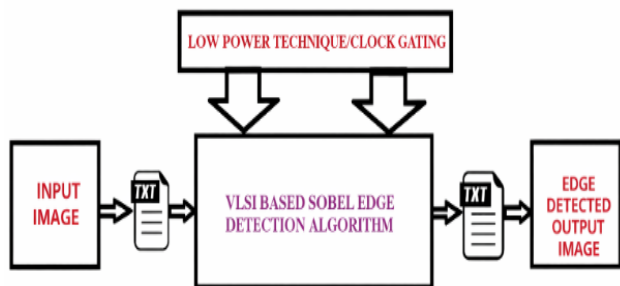 LOW POWER TECHNIQUE/CLOCK GATING
INPUT
IMAGE
TXT
VLSI BASED SOBEL EDGE
DETECTION ALGORITHM
TXT
EDGE
DETECTED
OUTPUT
IMAGE